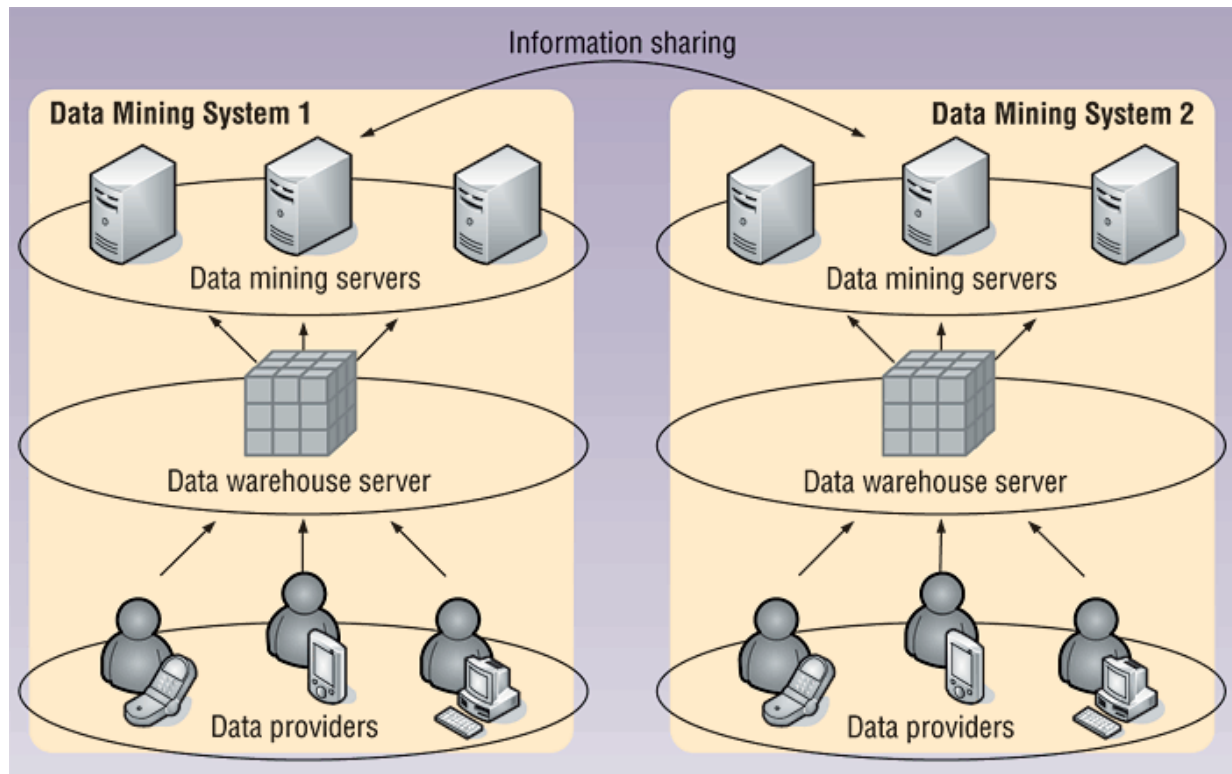 Information sharing
Data Mining System 1
Data mining servers
Data warehouse server
Data providers
Data Mining System 2
Data mining servers
Data warehouse server
Data providers